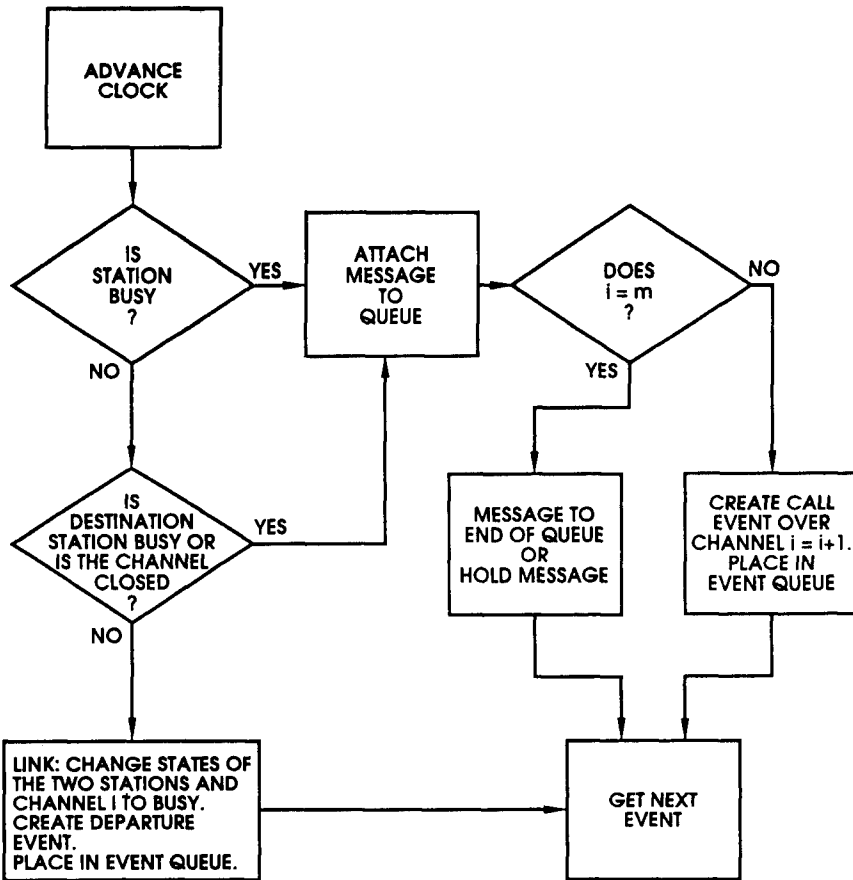 ADVANCE
CLOCK
IS
STATION
BUSY
?
YES
NO
ATTACH
MESSAGE
TO
QUEUE
DOES
i = m
?
NO
YES
IS
DESTINATION
STATION BUSY OR
IS THE CHANNEL
CLOSED
?
YES
NO
MESSAGE TO
END OF QUEUE
OR
HOLD MESSAGE
CREATE CALL
EVENT OVER
CHANNEL i = i+1.
PLACE IN
EVENT QUEUE
LINK: CHANGE STATES OF
THE TWO STATIONS AND
CHANNEL I TO BUSY.
CREATE DEPARTURE
EVENT.
PLACE IN EVENT QUEUE.
GET NEXT
EVENT